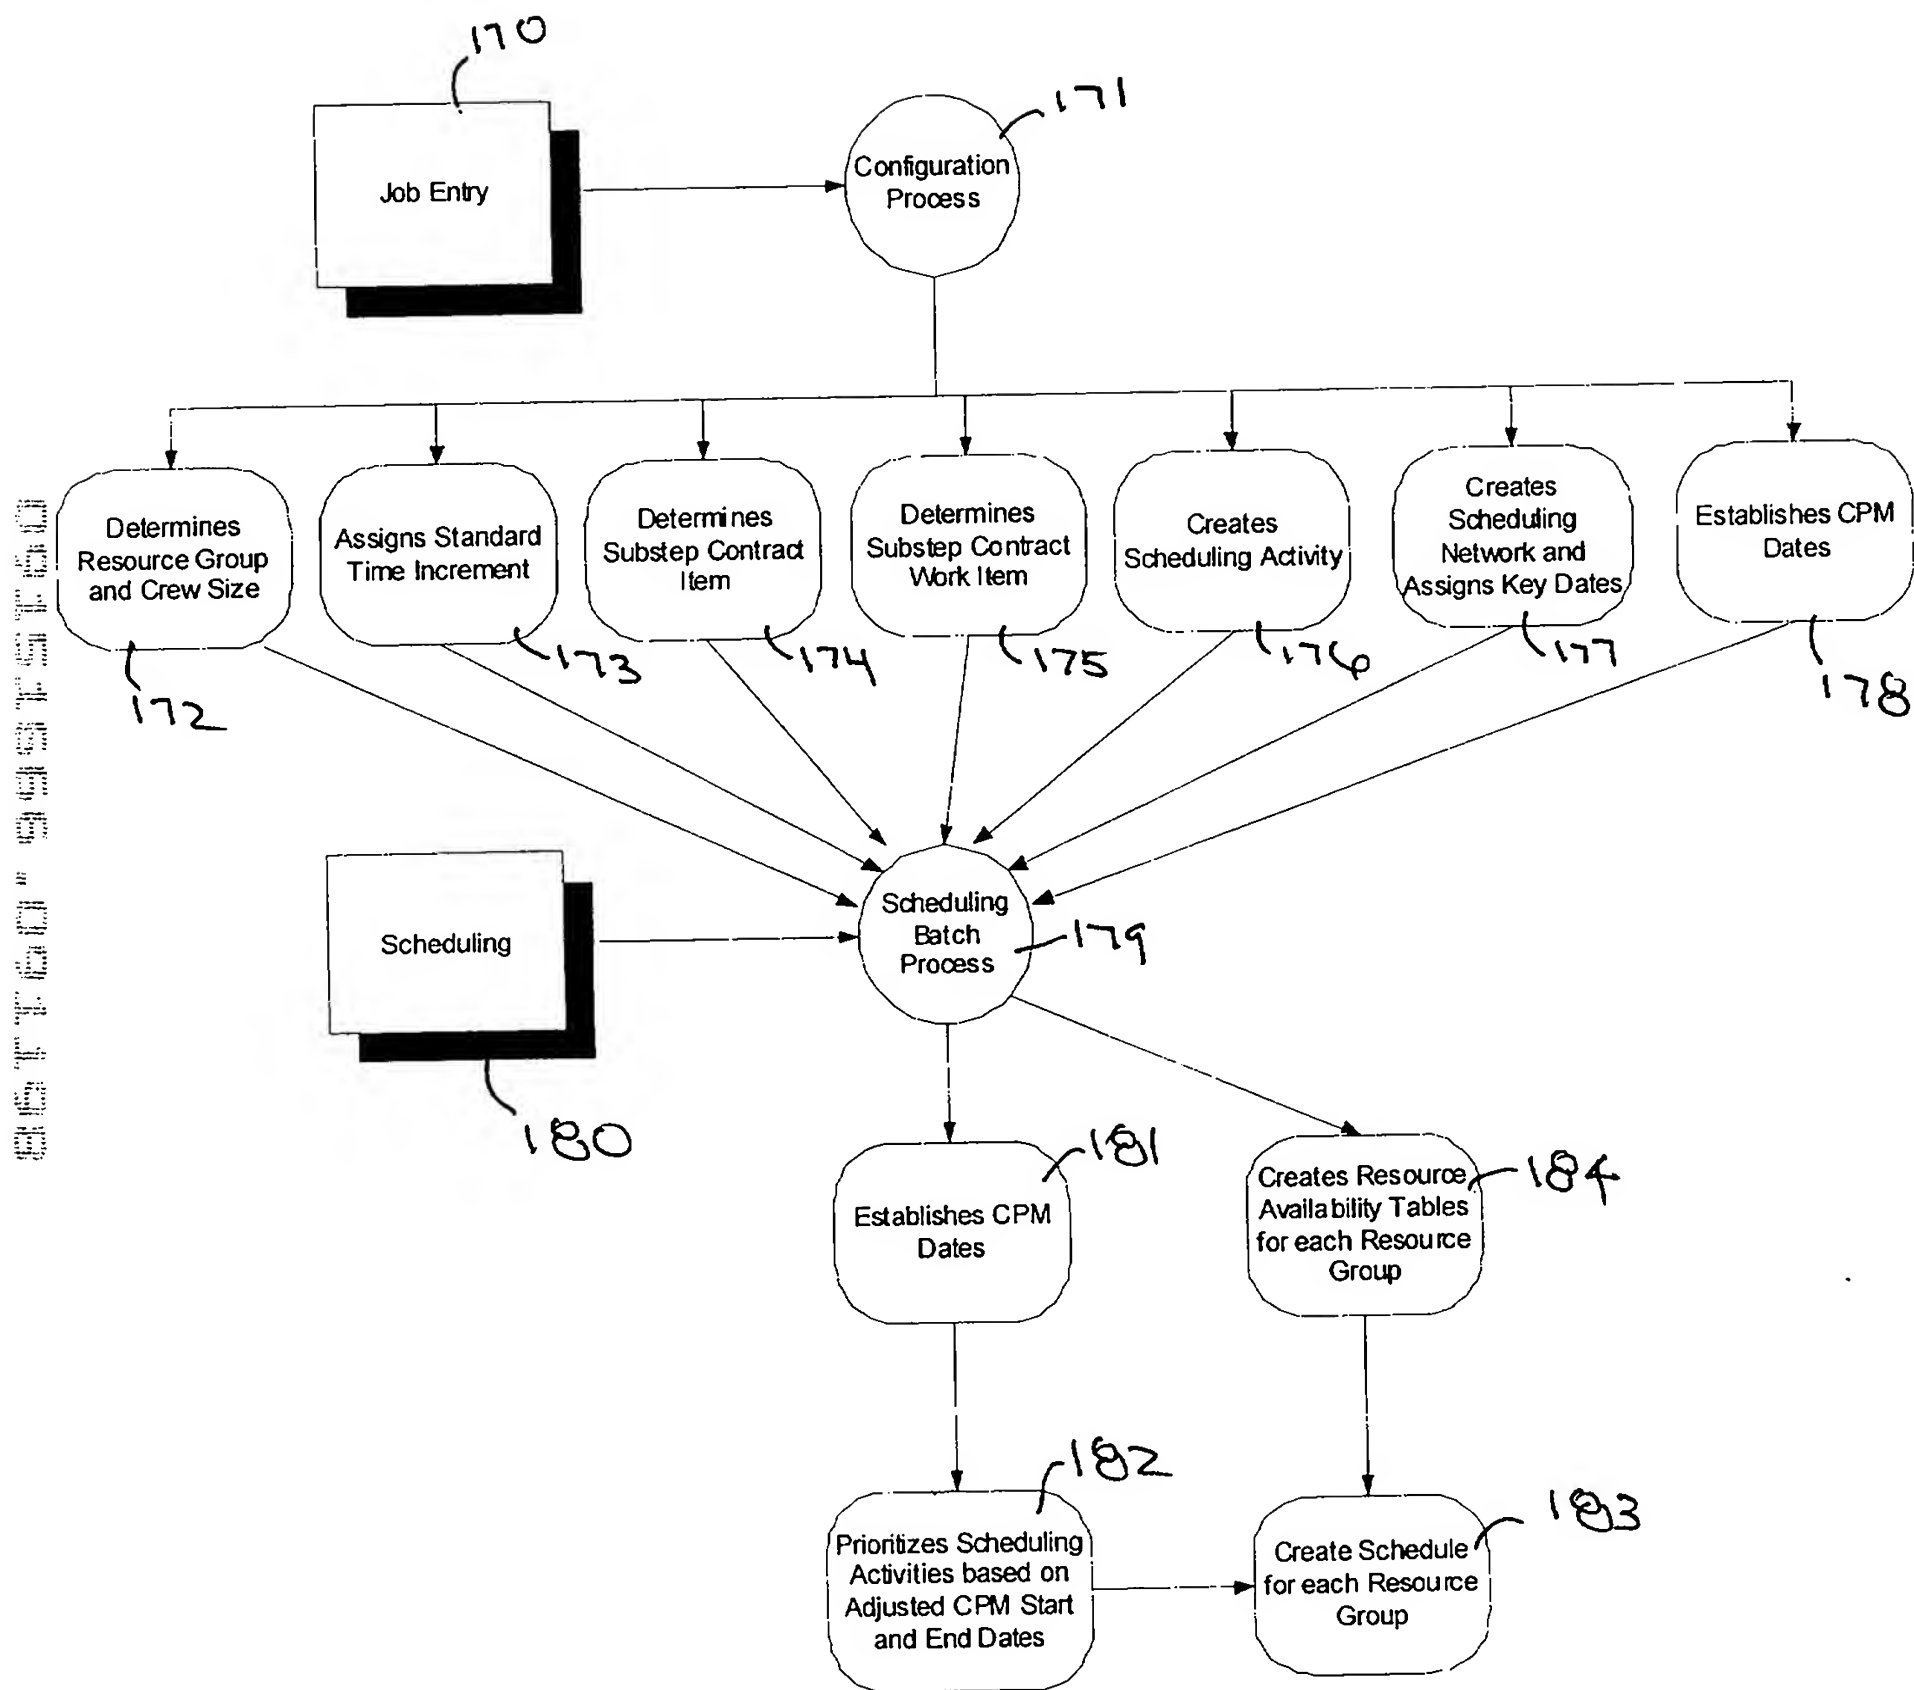 170
171
Job Entry
Configuration
Process
Determines
Resource Group
and Crew Size
Assigns Standard
Time Increment
Determines
Substep Contract
Item
Determines
Substep Contract
Work Item
Creates
Scheduling Activity
Creates
Scheduling
Network and
Assigns Key Dates
Establishes CPM
Dates
172
173
174
175
176
177
178
Scheduling
Scheduling
Batch
Process
179
180
181
Establishes CPM
Dates
Creates Resource
Availability Tables
for each Resource
Group
184
182
Prioritizes Scheduling
Activities based on
Adjusted CPM Start
and End Dates
183
Create Schedule
for each Resource
Group